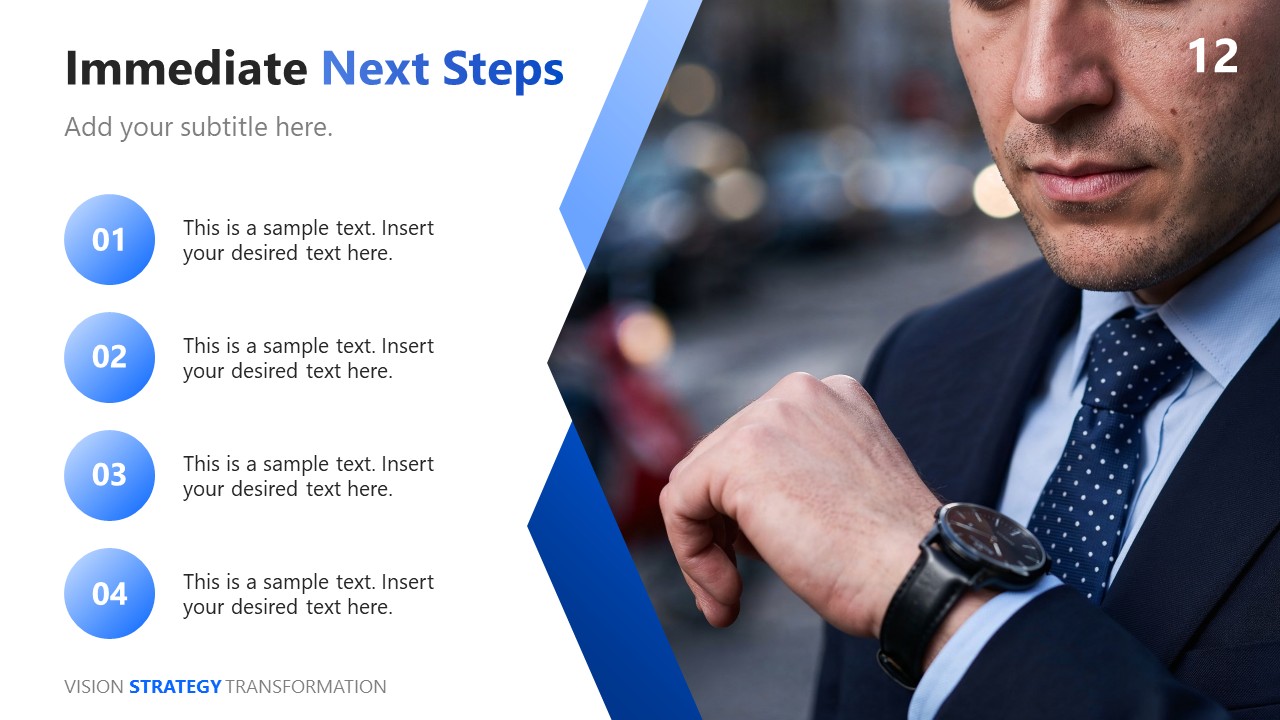 Immediate Next Steps
12
Add your subtitle here.
01
This is a sample text. Insert
your desired text here.
02
This is a sample text. Insert
your desired text here.
03
This is a sample text. Insert
your desired text here.
04
This is a sample text. Insert
your desired text here.
VISION STRATEGY TRANSFORMATION